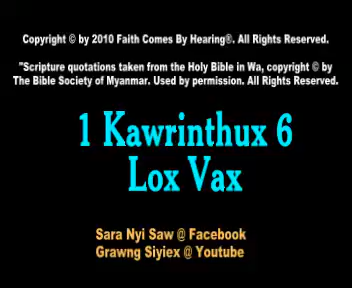 Copyright © by 2010 Faith Comes By Hearing®. All Rights Reserved.
"Scripture quotations taken from the Holy Bible in Wa, copyright © by
The Bible Society of Myanmar. Used by permission. All Rights Reserved.
1 Kawrinthux 6
Lox Vax
Sara Nyi Saw @ Facebook
Grawng Siyiex @ Youtube